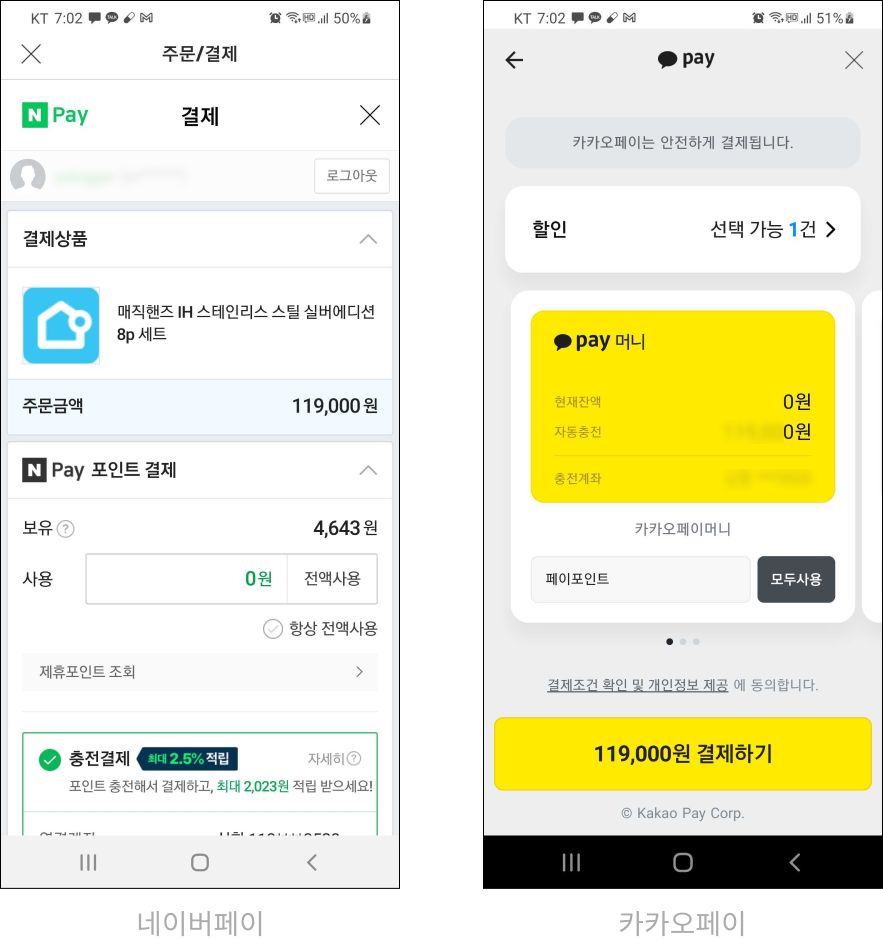 KT 7:02 50%
주문/결제
N Pay 결제
로그아웃
결제상품
매직핸즈 IH 스테인리스 스틸 실버에디션
8p 세트
주문금액 119,000원
N Pay 포인트 결제
보유 ? 4,643원
사용 0원 전액사용
항상 전액사용
제휴포인트 조회
충전결제 최대 2.5% 적립 자세히 ?
포인트 충전해서 결제하고, 최대 2,023원 적립 받으세요!
네이버페이
KT 7:02 51%
pay
카카오페이는 안전하게 결제됩니다.
할인 선택 가능 1건
pay 머니
현재잔액 0원
자동충전 0원
충전계좌
카카오페이머니
페이포인트 모두사용
결제조건 확인 및 개인정보 제공 에 동의합니다.
119,000원 결제하기
© Kakao Pay Corp.
카카오페이